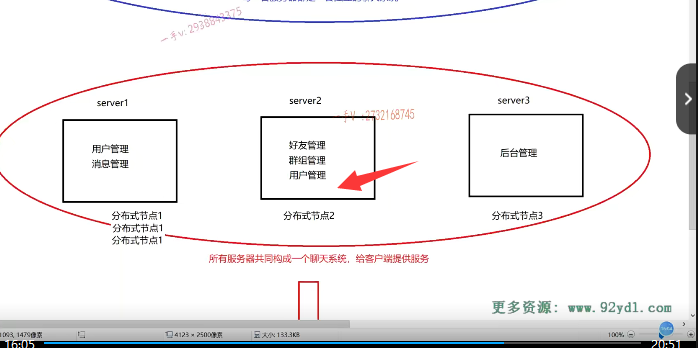 一手v:2938843375
server1
server2
server3
一手V:3732168745
用户管理
消息管理
好友管理
群组管理
用户管理
后台管理
分布式节点1
分布式节点1
分布式节点1
分布式节点2
分布式节点3
所有服务器共同构成一个聊天系统，给客户端提供服务
更多资源: www.92ydl.com
1093, 1479像素
4123 × 2500像素
大小: 133.3KB
100%
16:05
20:51